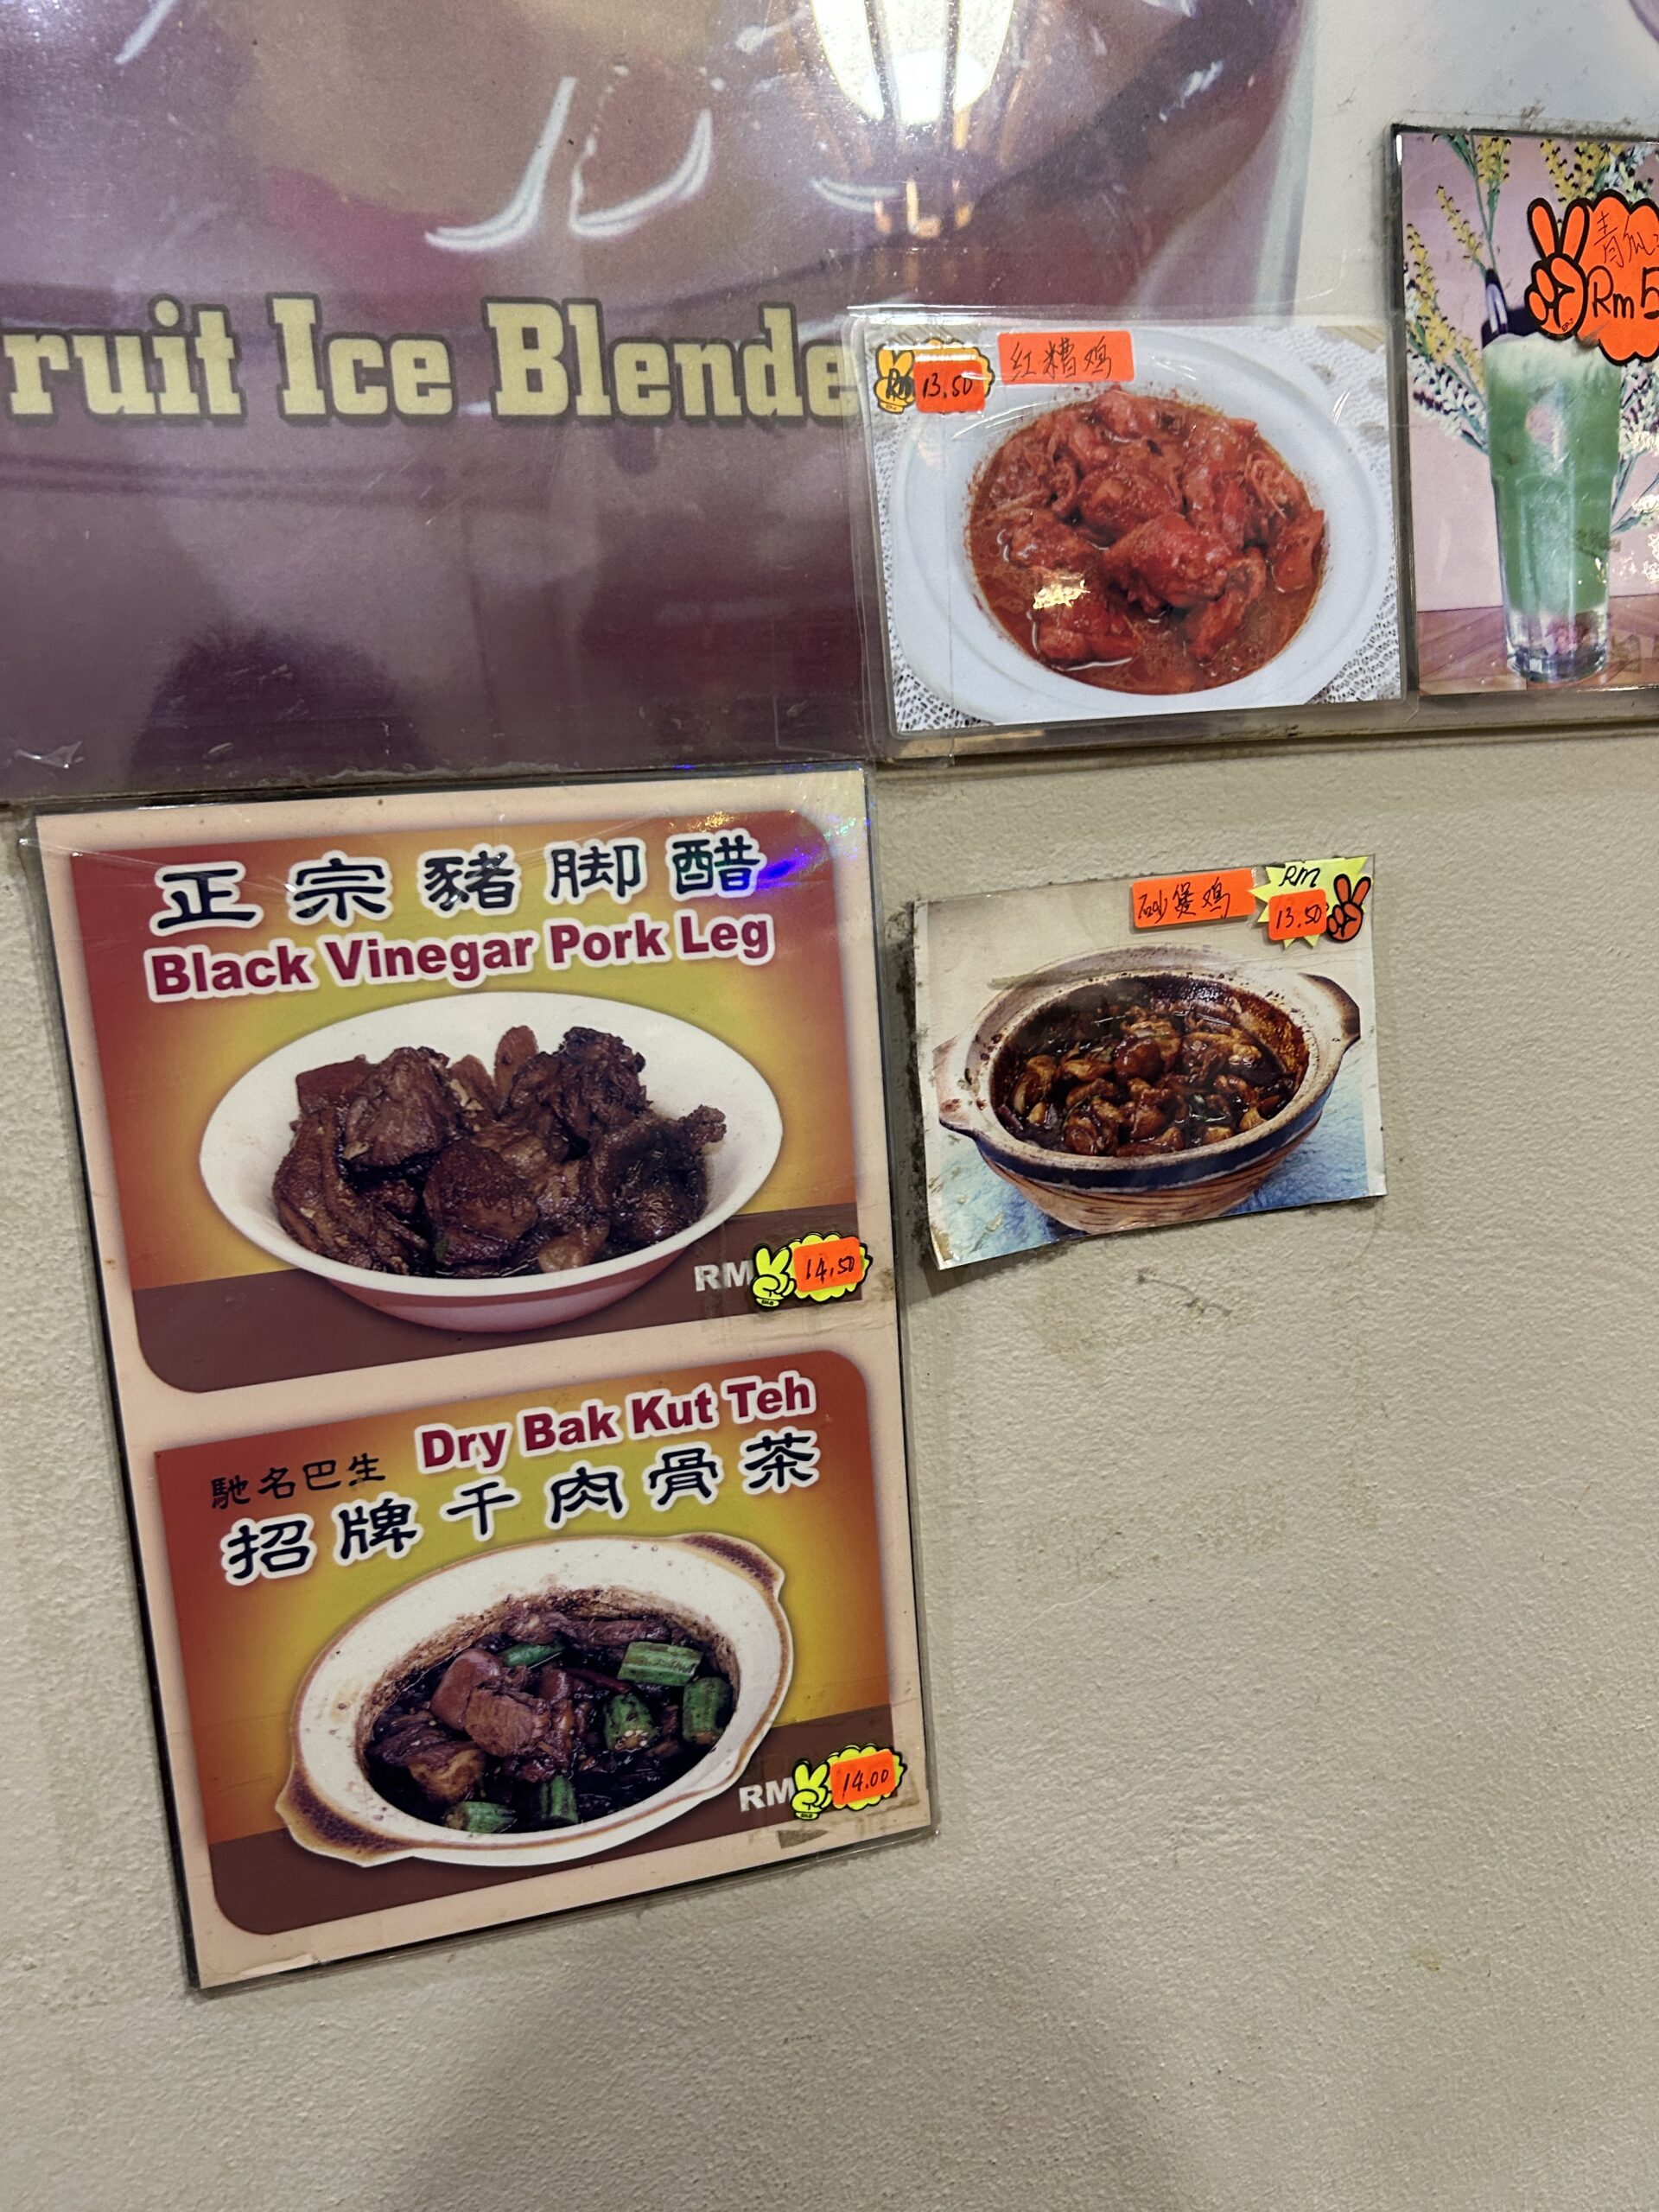 ruit Ice Blende
Rm 13.50
红糟鸡
青瓜
Rm 5
正宗豬脚醋
Black Vinegar Pork Leg
RM 14.50
砂煲鸡
RM
13.50
Dry Bak Kut Teh
馳名巴生
招牌干肉骨茶
RM 14.00